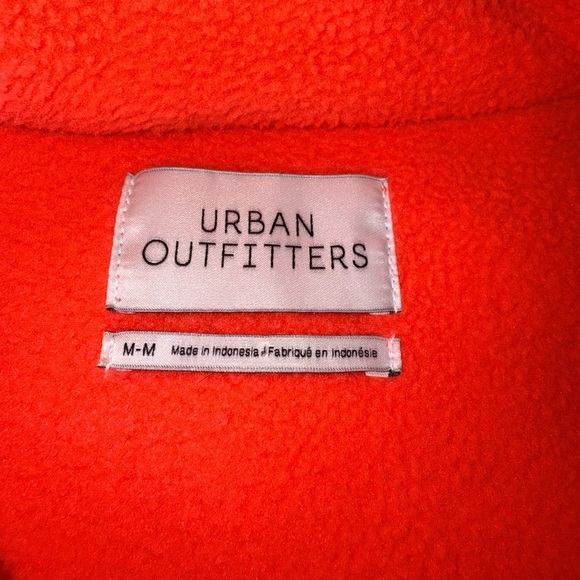 URBAN
OUTFITTERS
M-M Made in Indonesia/Fabriqué en Indonésie